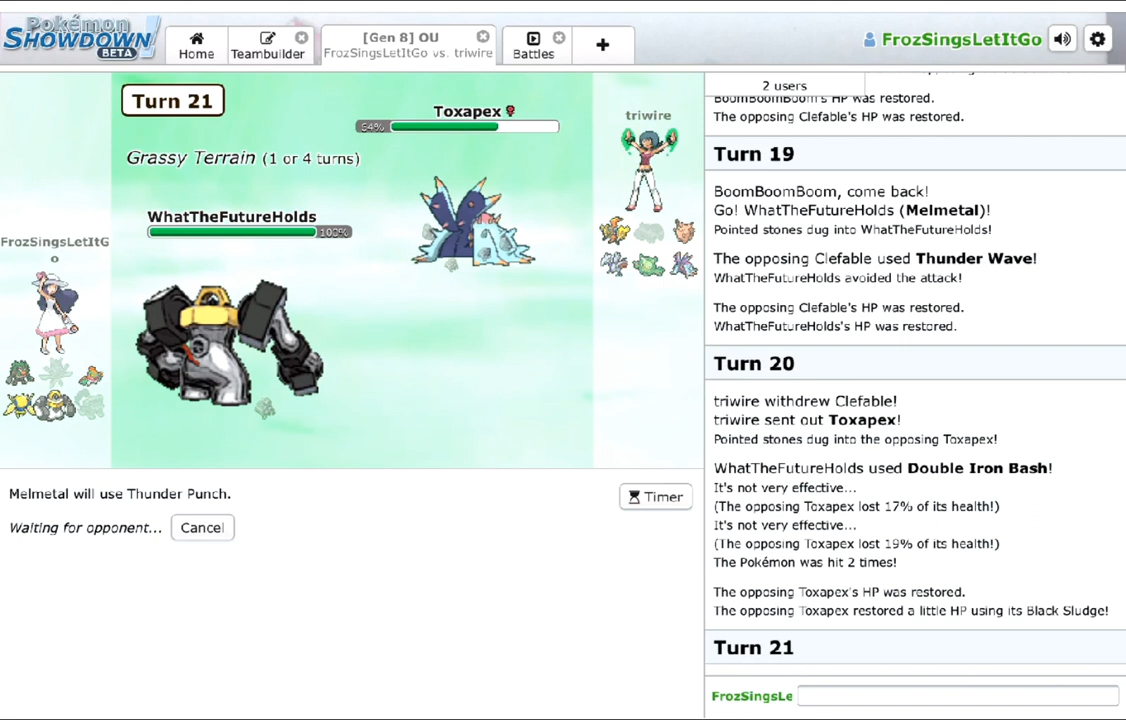 Pokémon
SHOWDOWN!
BETA
Home
Teambuilder
[Gen 8] OU
FrozSingsLetItGo vs. triwire
Battles
+
FrozSingsLetItGo
Turn 21
Toxapex
64%
Grassy Terrain (1 or 4 turns)
WhatTheFutureHolds
100%
FrozSingsLetItG
o
triwire
Melmetal will use Thunder Punch.
Timer
Waiting for opponent...
Cancel
2 users
BoomBoomBoom's HP was restored.
The opposing Clefable's HP was restored.
Turn 19
BoomBoomBoom, come back!
Go! WhatTheFutureHolds (Melmetal)!
Pointed stones dug into WhatTheFutureHolds!
The opposing Clefable used Thunder Wave!
WhatTheFutureHolds avoided the attack!
The opposing Clefable's HP was restored.
WhatTheFutureHolds's HP was restored.
Turn 20
triwire withdrew Clefable!
triwire sent out Toxapex!
Pointed stones dug into the opposing Toxapex!
WhatTheFutureHolds used Double Iron Bash!
It's not very effective...
(The opposing Toxapex lost 17% of its health!)
It's not very effective...
(The opposing Toxapex lost 19% of its health!)
The Pokémon was hit 2 times!
The opposing Toxapex's HP was restored.
The opposing Toxapex restored a little HP using its Black Sludge!
Turn 21
FrozSingsLe